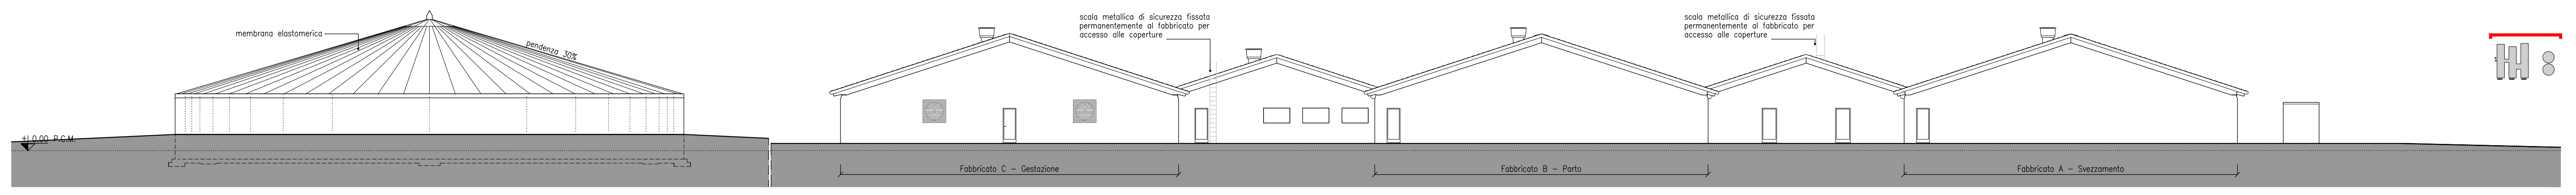 membrana elastomerica
pendenza 30%
±0.00 P.C.M.
scala metallica di sicurezza fissata
permanentemente al fabbricato per
accesso alle coperture
scala metallica di sicurezza fissata
permanentemente al fabbricato per
accesso alle coperture
Fabbricato C - Gestazione
Fabbricato B - Parto
Fabbricato A - Svezzamento